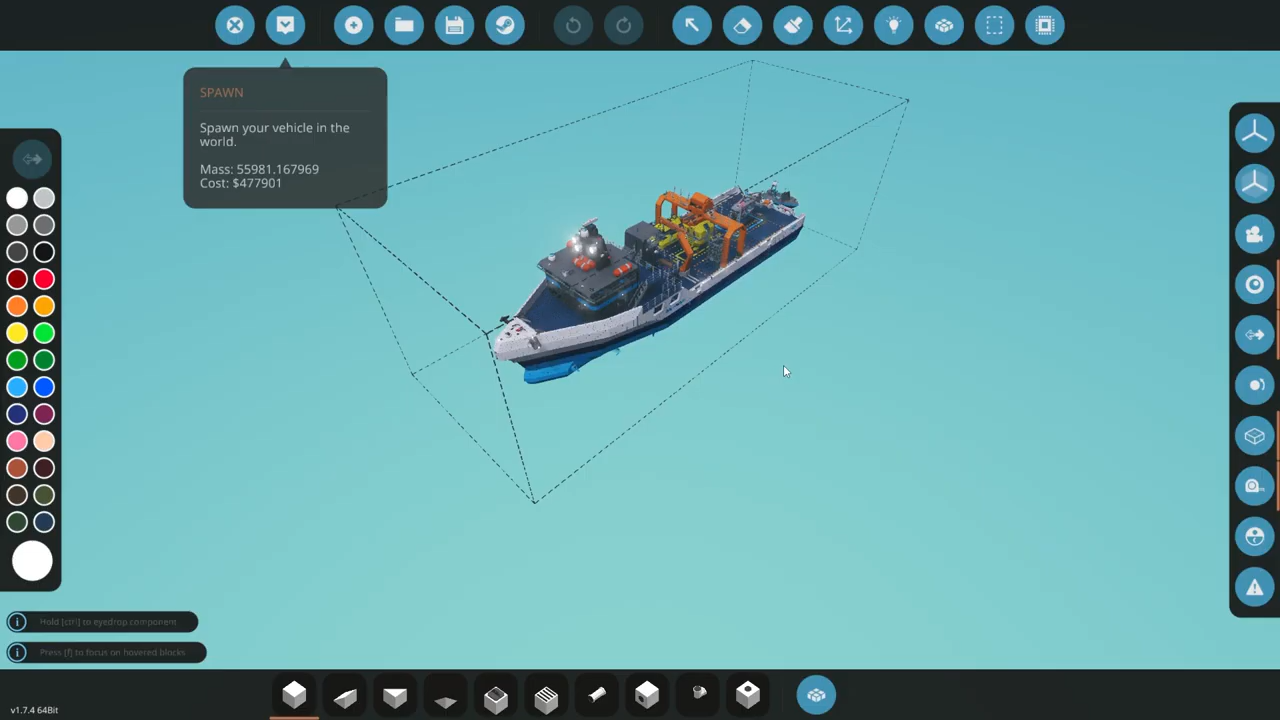 SPAWN
Spawn your vehicle in the
world.
Mass: 55981.167969
Cost: $477901
Hold [ctrl] to eyedrop component
Press [f] to focus on hovered blocks
v1.7.4 64Bit